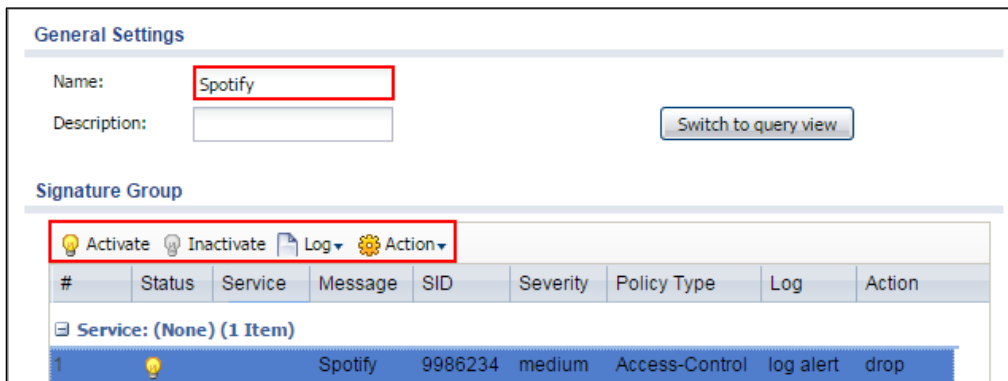 General Settings
Name: Spotify
Description: Switch to query view
Signature Group
Activate Inactivate Log Action
# Status Service Message SID Severity Policy Type Log Action
Service: (None) (1 Item)
1 Spotify 9986234 medium Access-Control log alert drop